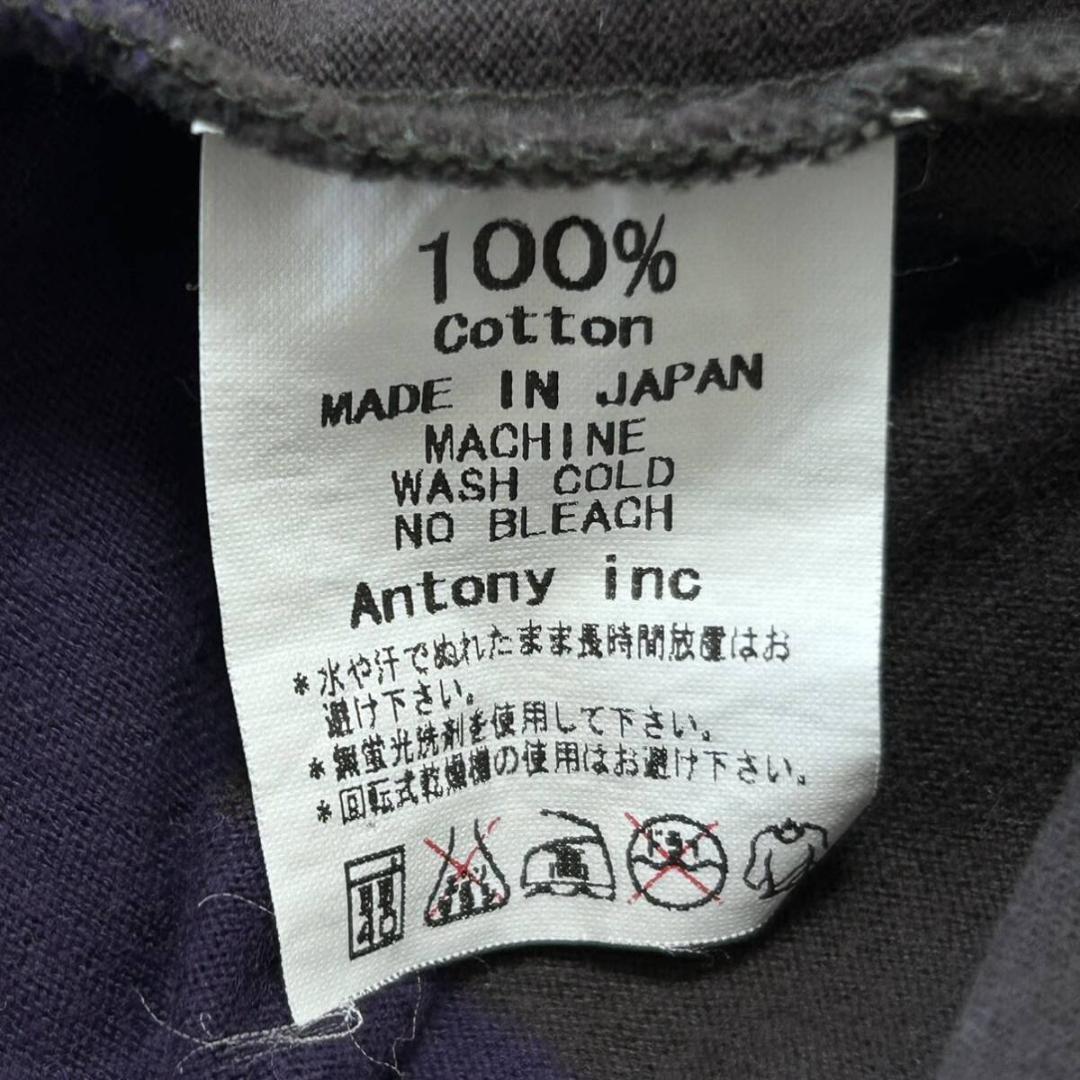 100%
Cotton
MADE IN JAPAN
MACHINE
WASH COLD
NO BLEACH
Antony inc
*水や汗でぬれたまま長時間放置はお
避け下さい。
*無蛍光洗剤を使用して下さい。
*回転式乾燥機の使用はお避け下さい。
40